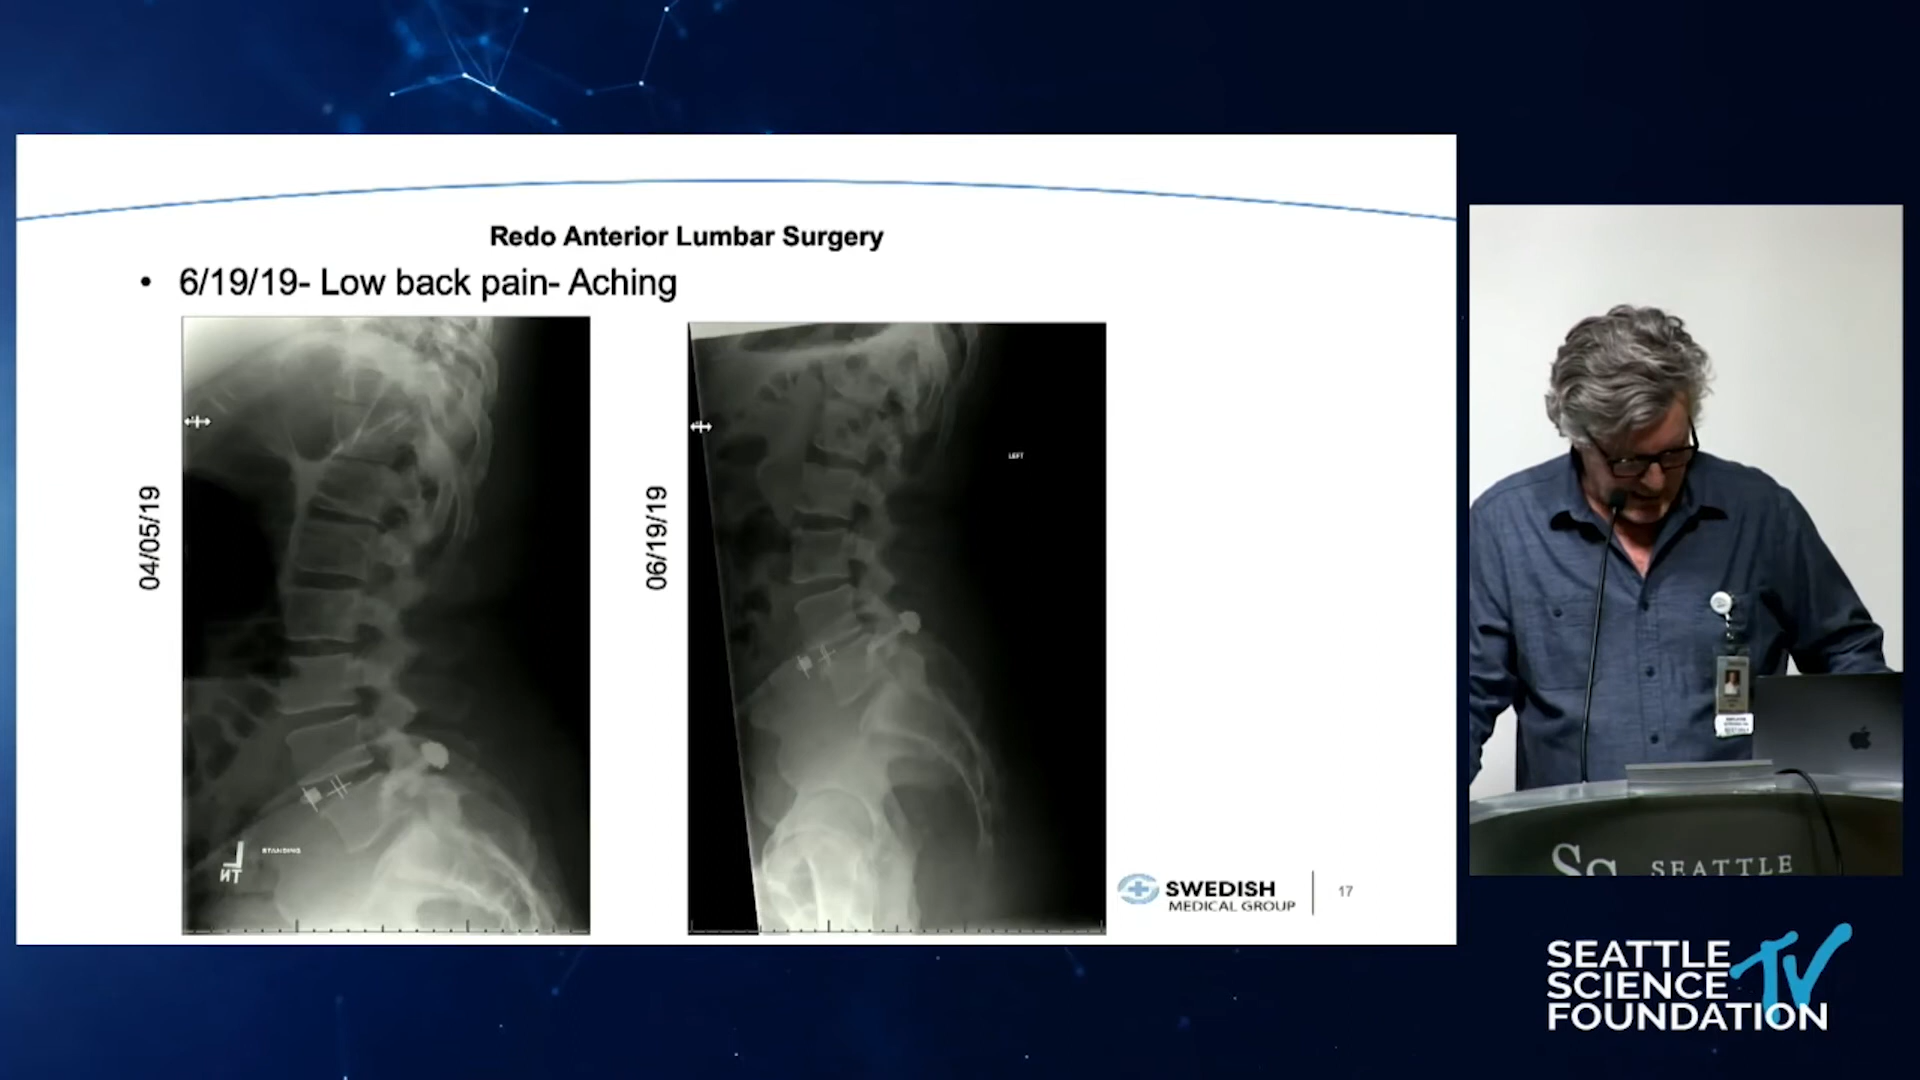 Redo Anterior Lumbar Surgery
• 6/19/19- Low back pain- Aching
04/05/19
06/19/19
LEFT
STANDING
SWEDISH
MEDICAL GROUP
17
SEATTLE
SEATTLE
SCIENCE TV
FOUNDATION